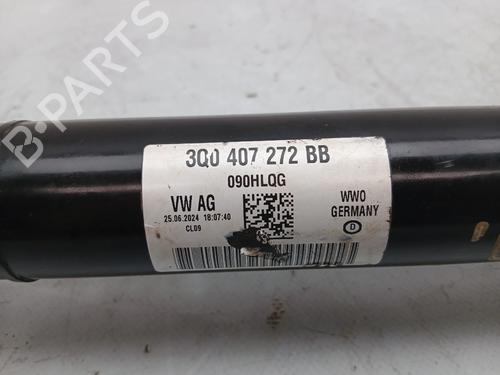 B-PARTS
3Q0 407 272 BB
090HLQG
VW AG
25.06.2024 18:07:40
CL09
WWO
GERMANY
D